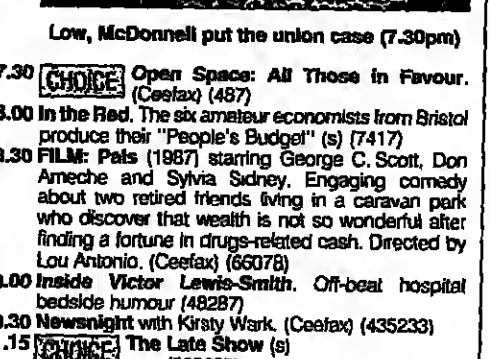 Low, McDonnell put the union case (7.30pm)
7.30 CHOICE Open Space: All Those in Favour.
(Ceefax) (487)
8.00 In the Red. The six amateur economists from Bristol
produce their "People's Budget" (s) (7417)
8.30 FILM: Pals (1987) starring George C. Scott, Don
Ameche and Sylvia Sidney. Engaging comedy
about two retired friends living in a caravan park
who discover that wealth is not so wonderful after
finding a fortune in drugs-related cash. Directed by
Lou Antonio. (Ceefax) (66078)
.00 Inside Victor Lewis-Smith. Off-beat hospital
bedside humour (48287)
.30 Newsnight with Kirsty Wark. (Ceefax) (435233)
.15 CHOICE The Late Show (s)